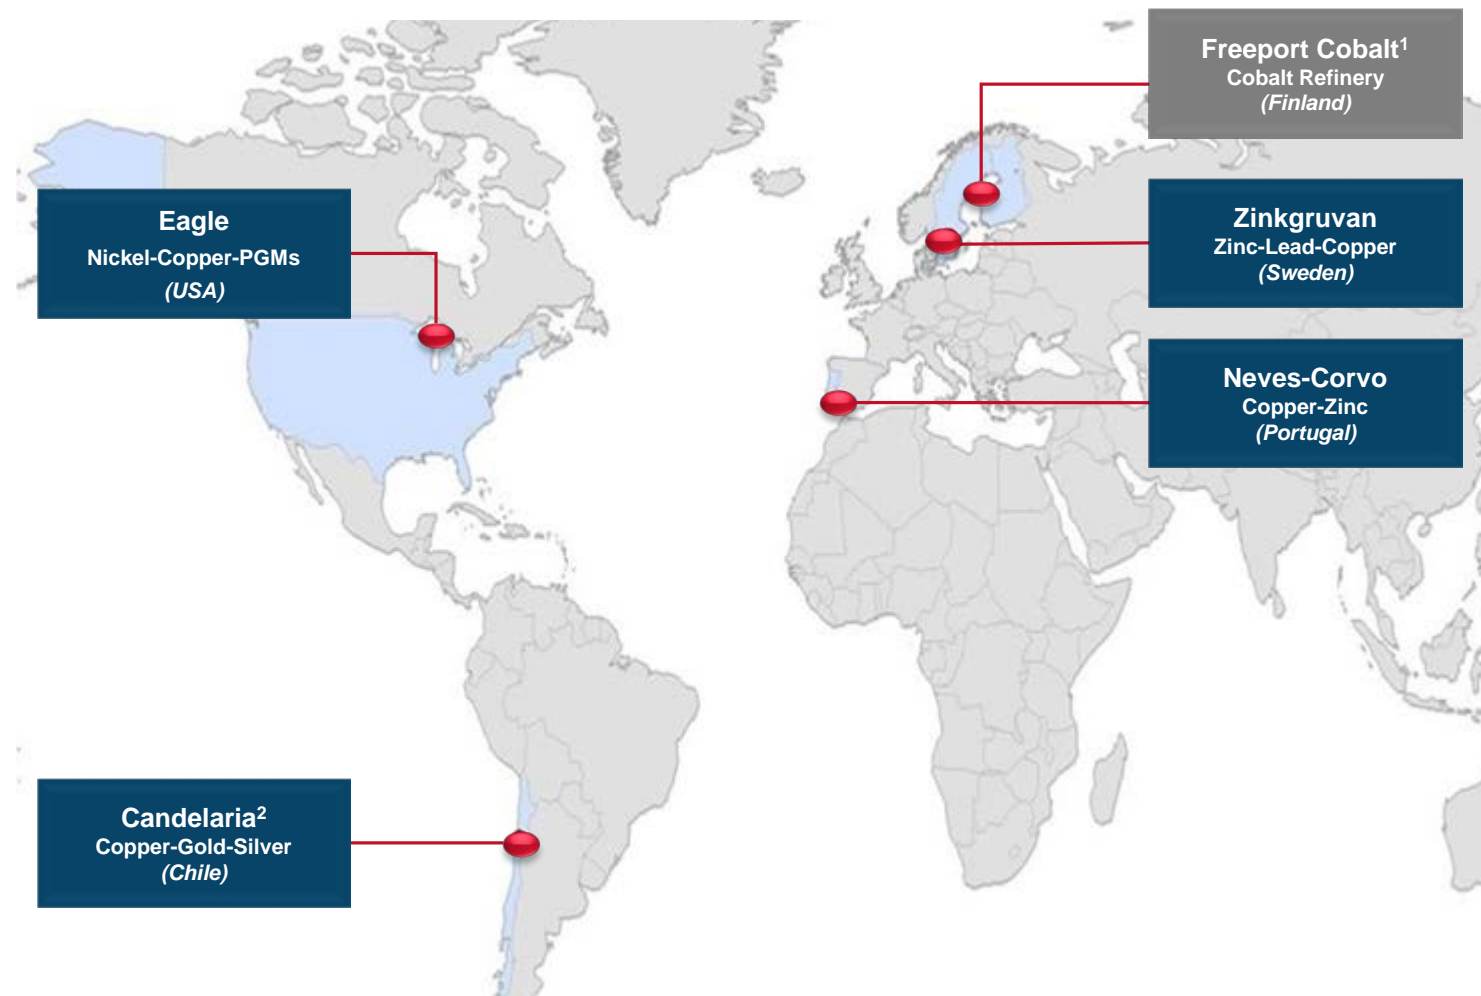 Freeport Cobalt¹
Cobalt Refinery
(Finland)
Eagle
Nickel-Copper-PGMs
(USA)
Zinkgruvan
Zinc-Lead-Copper
(Sweden)
Neves-Corvo
Copper-Zinc
(Portugal)
Candelaria²
Copper-Gold-Silver
(Chile)